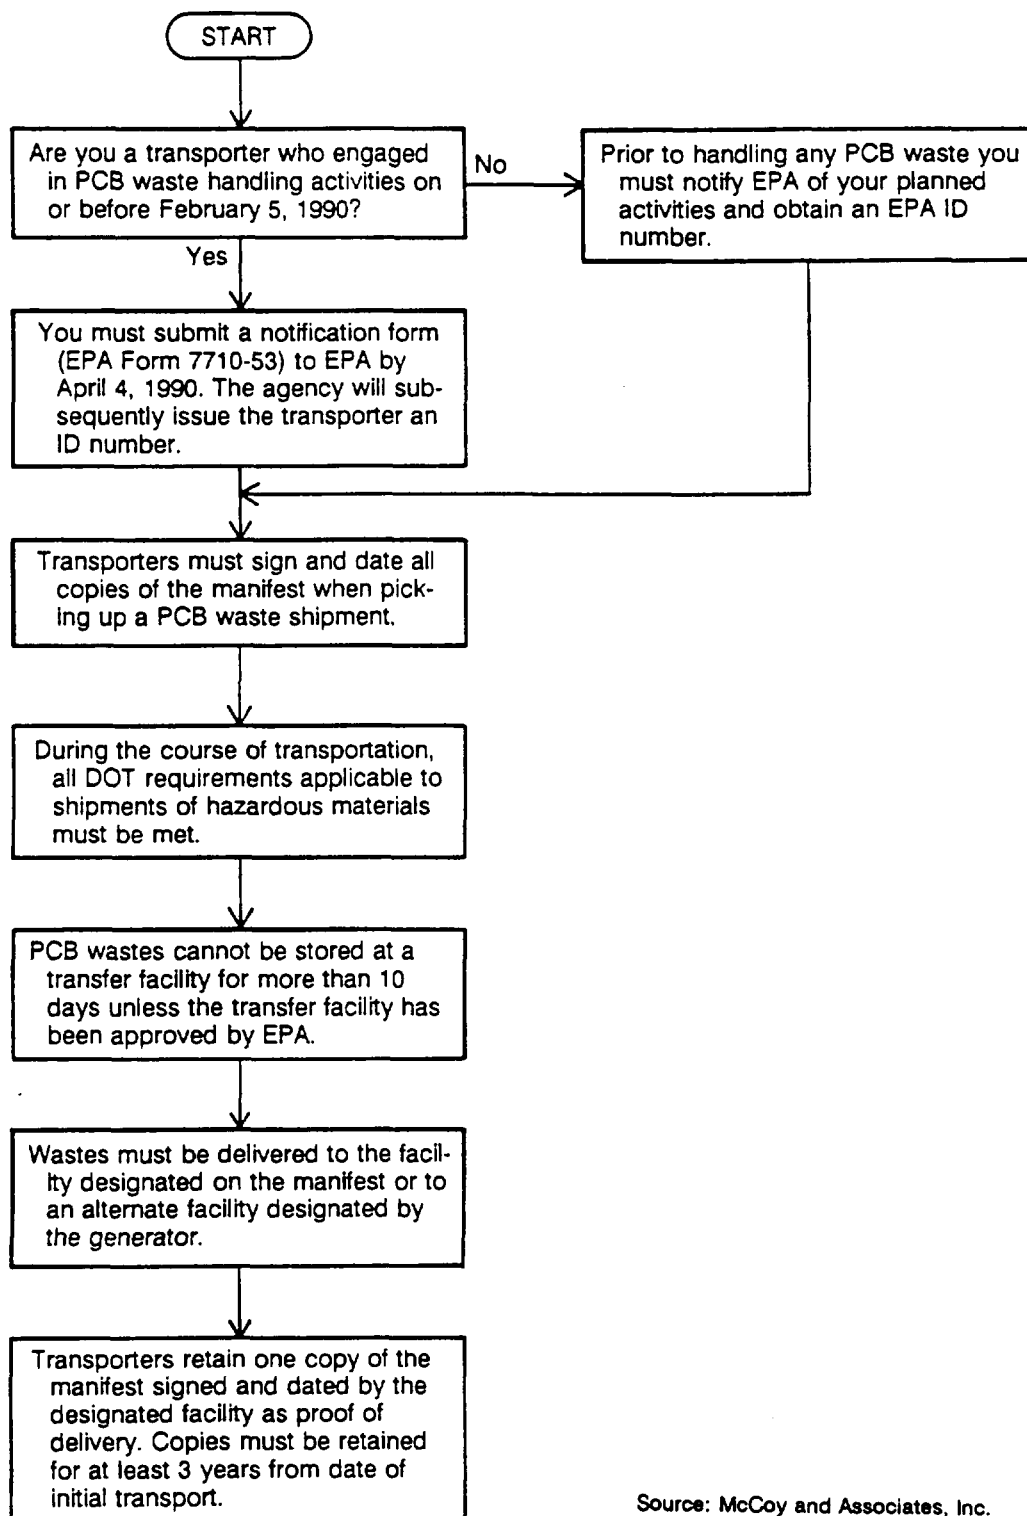 START
Are you a transporter who engaged
in PCB waste handling activities on
or before February 5, 1990?
No
Prior to handling any PCB waste you
must notify EPA of your planned
activities and obtain an EPA ID
number.
Yes
You must submit a notification form
(EPA Form 7710-53) to EPA by
April 4, 1990. The agency will sub-
sequently issue the transporter an
ID number.
Transporters must sign and date all
copies of the manifest when pick-
ing up a PCB waste shipment.
During the course of transportation,
all DOT requirements applicable to
shipments of hazardous materials
must be met.
PCB wastes cannot be stored at a
transfer facility for more than 10
days unless the transfer facility has
been approved by EPA.
Wastes must be delivered to the facil-
ity designated on the manifest or to
an alternate facility designated by
the generator.
Transporters retain one copy of the
manifest signed and dated by the
designated facility as proof of
delivery. Copies must be retained
for at least 3 years from date of
initial transport.
Source: McCoy and Associates, Inc.